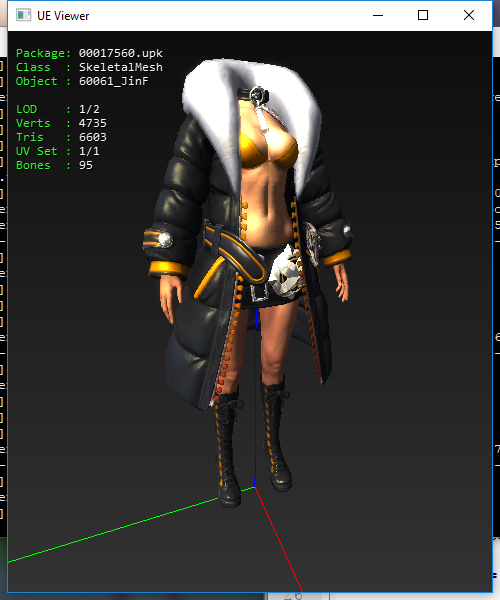 UE Viewer
Package: 00017560.upk
Class  : SkeletalMesh
Object : 60061_JinF
LOD    : 1/2
Verts  : 4735
Tris   : 6603
UV Set : 1/1
Bones  : 95
26